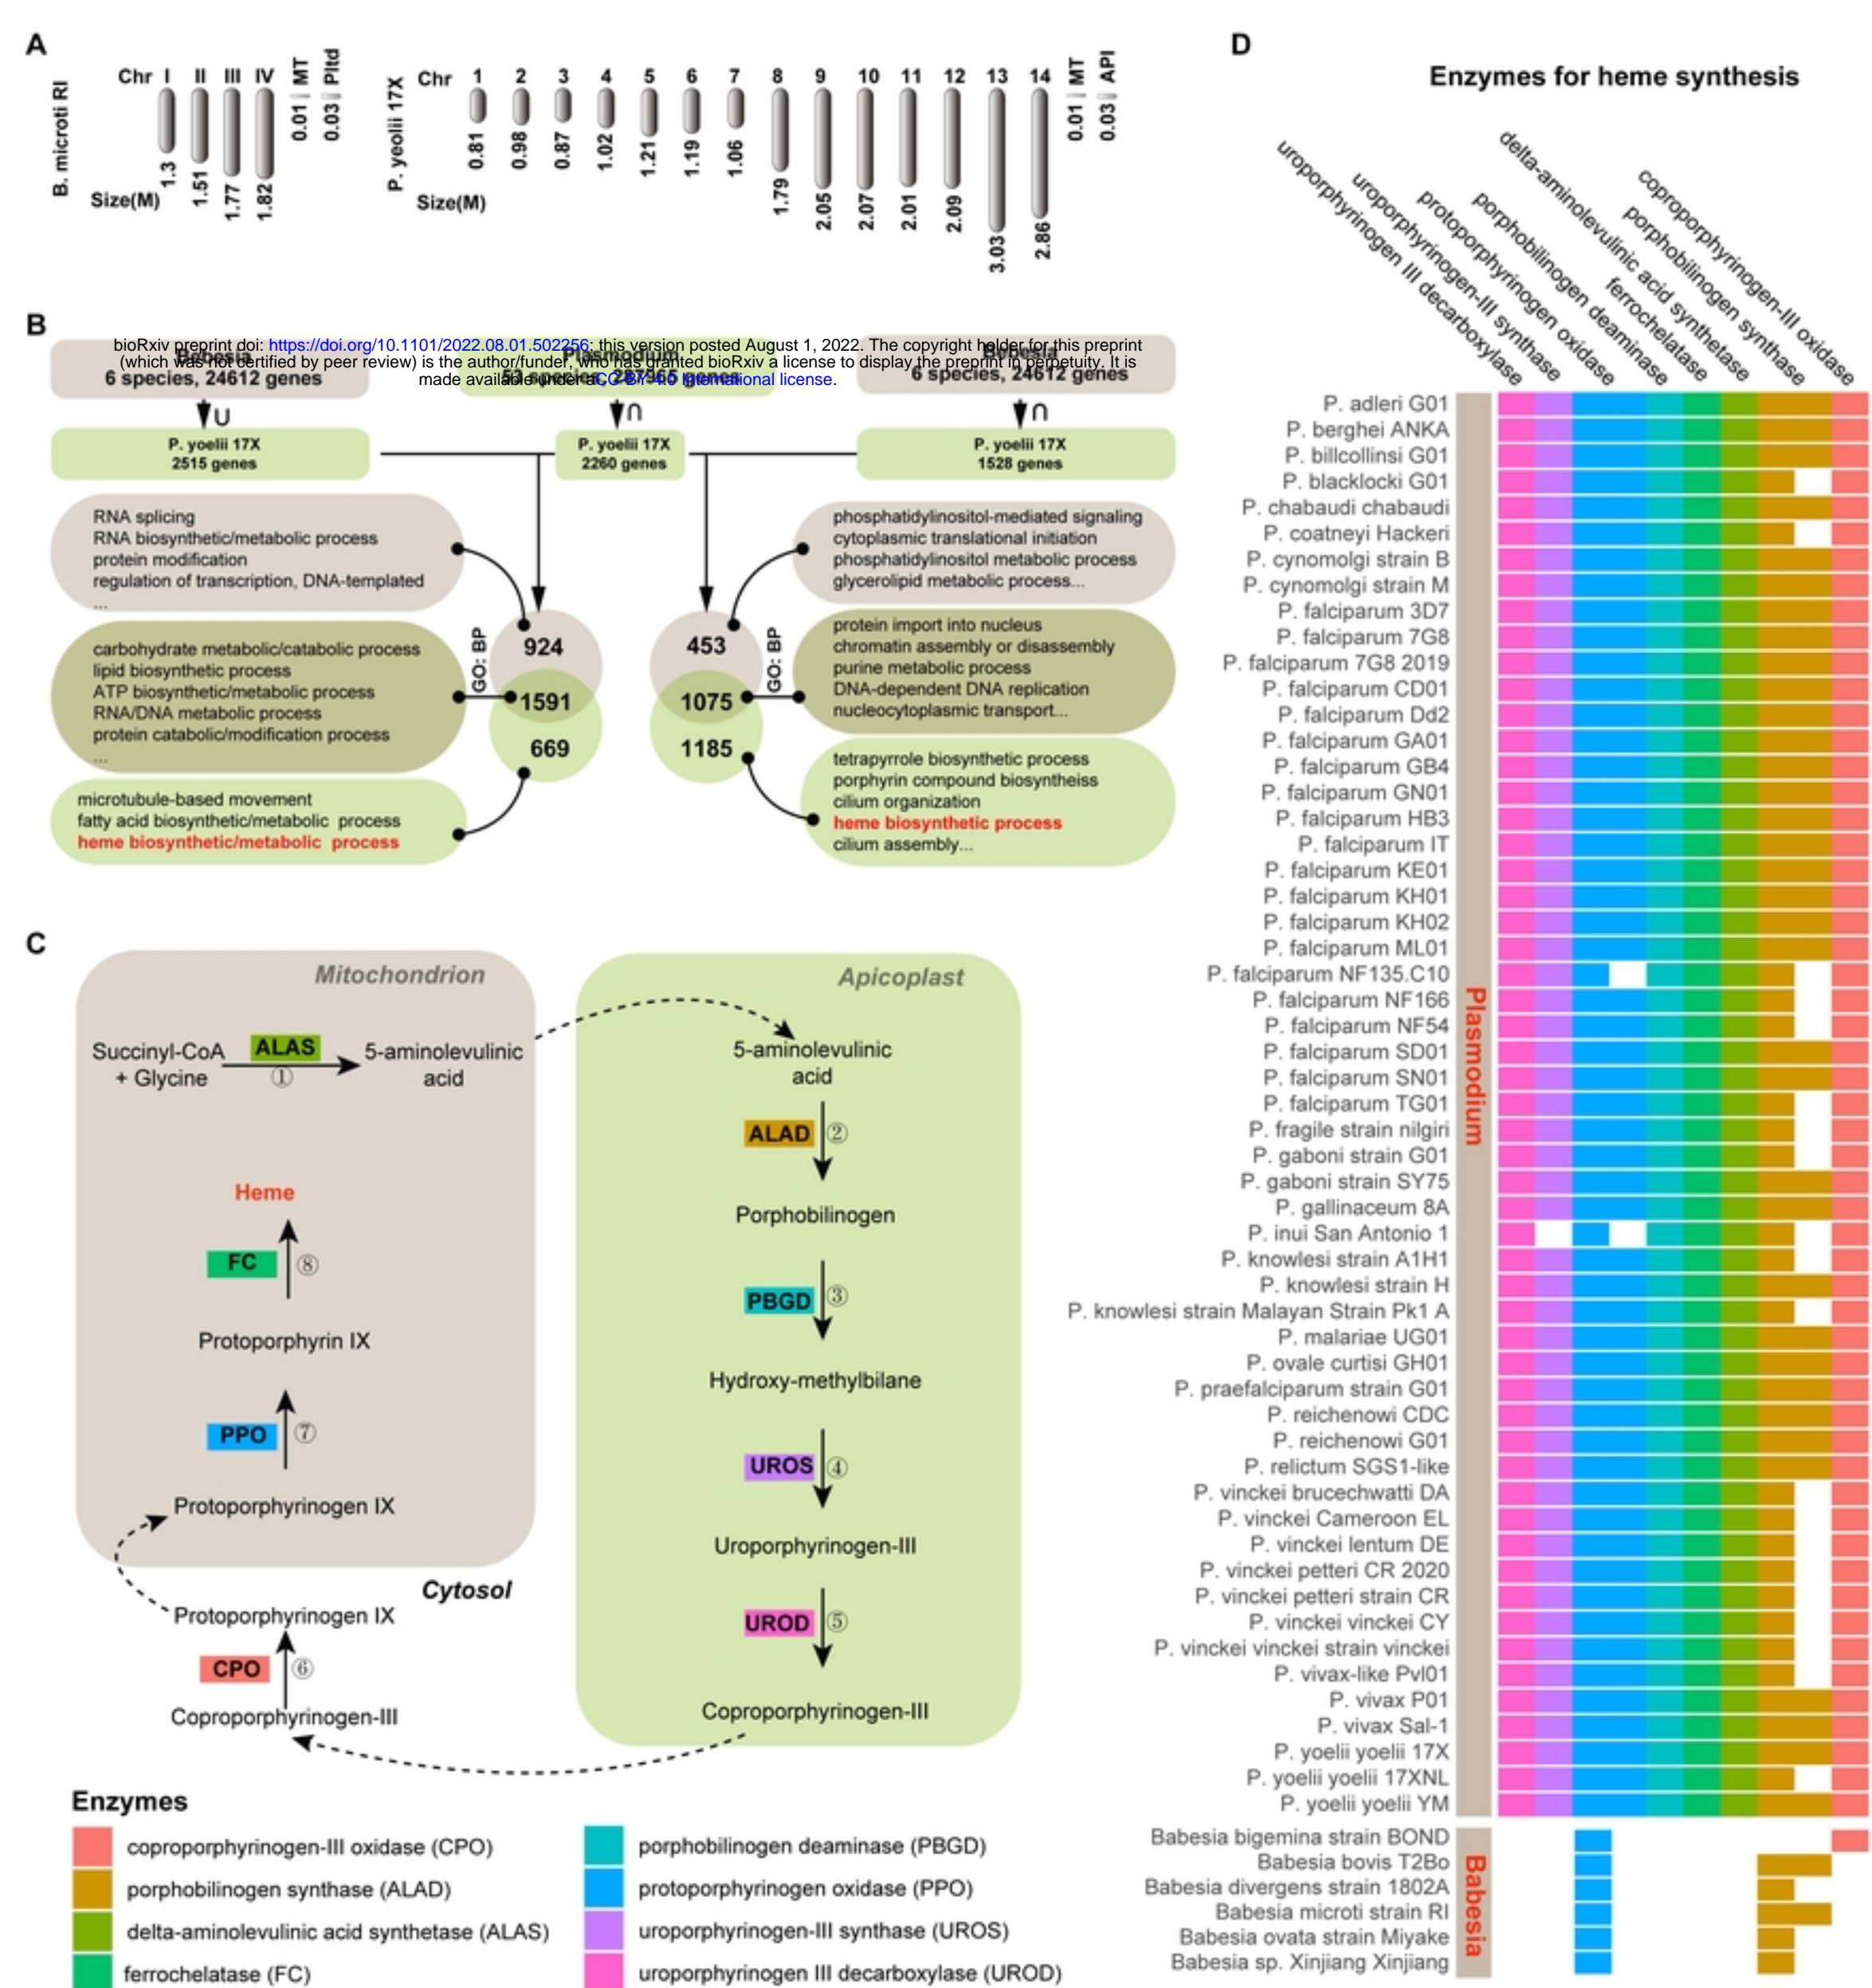 A
B. microti RI
Chr I II III IV MT Pltd
Size(M) 1.3 1.51 1.77 1.82 0.01 0.03
P. yeolii 17X
Chr 1 2 3 4 5 6 7 8 9 10 11 12 13 14 MT API
Size(M) 0.81 0.98 0.87 1.02 1.21 1.19 1.06 1.79 2.05 2.07 2.01 2.09 3.03 2.86 0.01 0.03
B
bioRxiv preprint doi: https://doi.org/10.1101/2022.08.01.502256; this version posted August 1, 2022. The copyright holder for this preprint
(which was not certified by peer review) is the author/funder, who has granted bioRxiv a license to display the preprint in perpetuity. It is
made available under aCC-BY 4.0 International license.
Bebesia
6 species, 24612 genes
Plasmodium
Bebesia
6 species, 24612 genes
∪
∩
∩
P. yoelii 17X
2515 genes
P. yoelii 17X
2260 genes
P. yoelii 17X
1528 genes
RNA splicing
RNA biosynthetic/metabolic process
protein modification
regulation of transcription, DNA-templated
...
carbohydrate metabolic/catabolic process
lipid biosynthetic process
ATP biosynthetic/metabolic process
RNA/DNA metabolic process
protein catabolic/modification process
...
microtubule-based movement
fatty acid biosynthetic/metabolic process
heme biosynthetic/metabolic process
GO: BP
924
1591
669
453
1075
1185
GO: BP
phosphatidylinositol-mediated signaling
cytoplasmic translational initiation
phosphatidylinositol metabolic process
glycerolipid metabolic process...
protein import into nucleus
chromatin assembly or disassembly
purine metabolic process
DNA-dependent DNA replication
nucleocytoplasmic transport...
tetrapyrrole biosynthetic process
porphyrin compound biosyntheiss
cilium organization
heme biosynthetic process
cilium assembly...
C
Mitochondrion
Succinyl-CoA
+ Glycine
ALAS
①
5-aminolevulinic
acid
Heme
FC ⑧
Protoporphyrin IX
PPO ⑦
Protoporphyrinogen IX
Cytosol
Protoporphyrinogen IX
CPO ⑥
Coproporphyrinogen-III
Apicoplast
5-aminolevulinic
acid
ALAD ②
Porphobilinogen
PBGD ③
Hydroxy-methylbilane
UROS ④
Uroporphyrinogen-III
UROD ⑤
Coproporphyrinogen-III
Enzymes
coproporphyrinogen-III oxidase (CPO)
porphobilinogen synthase (ALAD)
delta-aminolevulinic acid synthetase (ALAS)
ferrochelatase (FC)
porphobilinogen deaminase (PBGD)
protoporphyrinogen oxidase (PPO)
uroporphyrinogen-III synthase (UROS)
uroporphyrinogen III decarboxylase (UROD)
D
Enzymes for heme synthesis
uroporphyrinogen III decarboxylase
uroporphyrinogen-III synthase
protoporphyrinogen oxidase
porphobilinogen deaminase
ferrochelatase
delta-aminolevulinic acid synthetase
porphobilinogen synthase
coproporphyrinogen-III oxidase
P. adleri G01
P. berghei ANKA
P. billcollinsi G01
P. blacklocki G01
P. chabaudi chabaudi
P. coatneyi Hackeri
P. cynomolgi strain B
P. cynomolgi strain M
P. falciparum 3D7
P. falciparum 7G8
P. falciparum 7G8 2019
P. falciparum CD01
P. falciparum Dd2
P. falciparum GA01
P. falciparum GB4
P. falciparum GN01
P. falciparum HB3
P. falciparum IT
P. falciparum KE01
P. falciparum KH01
P. falciparum KH02
P. falciparum ML01
P. falciparum NF135.C10
P. falciparum NF166
P. falciparum NF54
P. falciparum SD01
P. falciparum SN01
P. falciparum TG01
P. fragile strain nilgiri
P. gaboni strain G01
P. gaboni strain SY75
P. gallinaceum 8A
P. inui San Antonio 1
P. knowlesi strain A1H1
P. knowlesi strain H
P. knowlesi strain Malayan Strain Pk1 A
P. malariae UG01
P. ovale curtisi GH01
P. praefalciparum strain G01
P. reichenowi CDC
P. reichenowi G01
P. relictum SGS1-like
P. vinckei brucechwatti DA
P. vinckei Cameroon EL
P. vinckei lentum DE
P. vinckei petteri CR 2020
P. vinckei petteri strain CR
P. vinckei vinckei CY
P. vinckei vinckei strain vinckei
P. vivax-like Pvl01
P. vivax P01
P. vivax Sal-1
P. yoelii yoelii 17X
P. yoelii yoelii 17XNL
P. yoelii yoelii YM
Plasmodium
Babesia bigemina strain BOND
Babesia bovis T2Bo
Babesia divergens strain 1802A
Babesia microti strain RI
Babesia ovata strain Miyake
Babesia sp. Xinjiang Xinjiang
Babesia